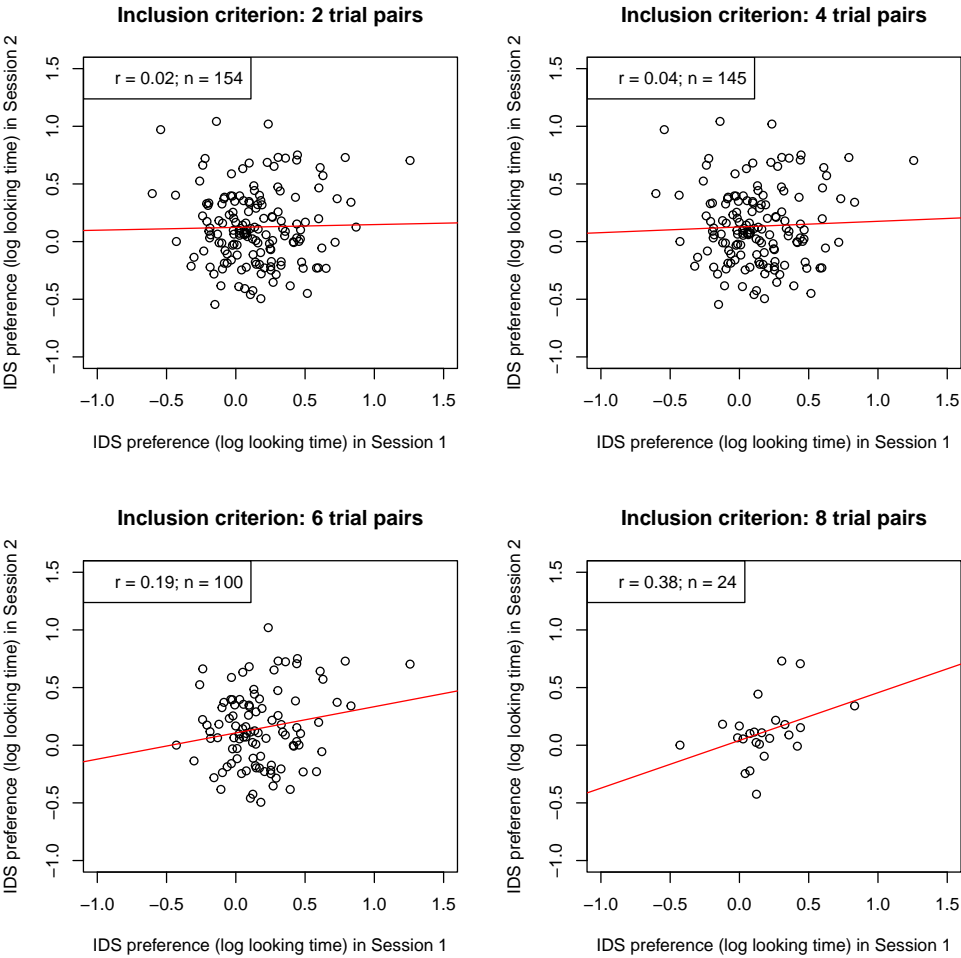 Inclusion criterion: 2 trial pairs
IDS preference (log looking time) in Session 2
1.5
1.0
0.5
0.0
−0.5
−1.0
r = 0.02; n = 154
−1.0 −0.5 0.0 0.5 1.0 1.5
IDS preference (log looking time) in Session 1
Inclusion criterion: 4 trial pairs
IDS preference (log looking time) in Session 2
1.5
1.0
0.5
0.0
−0.5
−1.0
r = 0.04; n = 145
−1.0 −0.5 0.0 0.5 1.0 1.5
IDS preference (log looking time) in Session 1
Inclusion criterion: 6 trial pairs
IDS preference (log looking time) in Session 2
1.5
1.0
0.5
0.0
−0.5
−1.0
r = 0.19; n = 100
−1.0 −0.5 0.0 0.5 1.0 1.5
IDS preference (log looking time) in Session 1
Inclusion criterion: 8 trial pairs
IDS preference (log looking time) in Session 2
1.5
1.0
0.5
0.0
−0.5
−1.0
r = 0.38; n = 24
−1.0 −0.5 0.0 0.5 1.0 1.5
IDS preference (log looking time) in Session 1